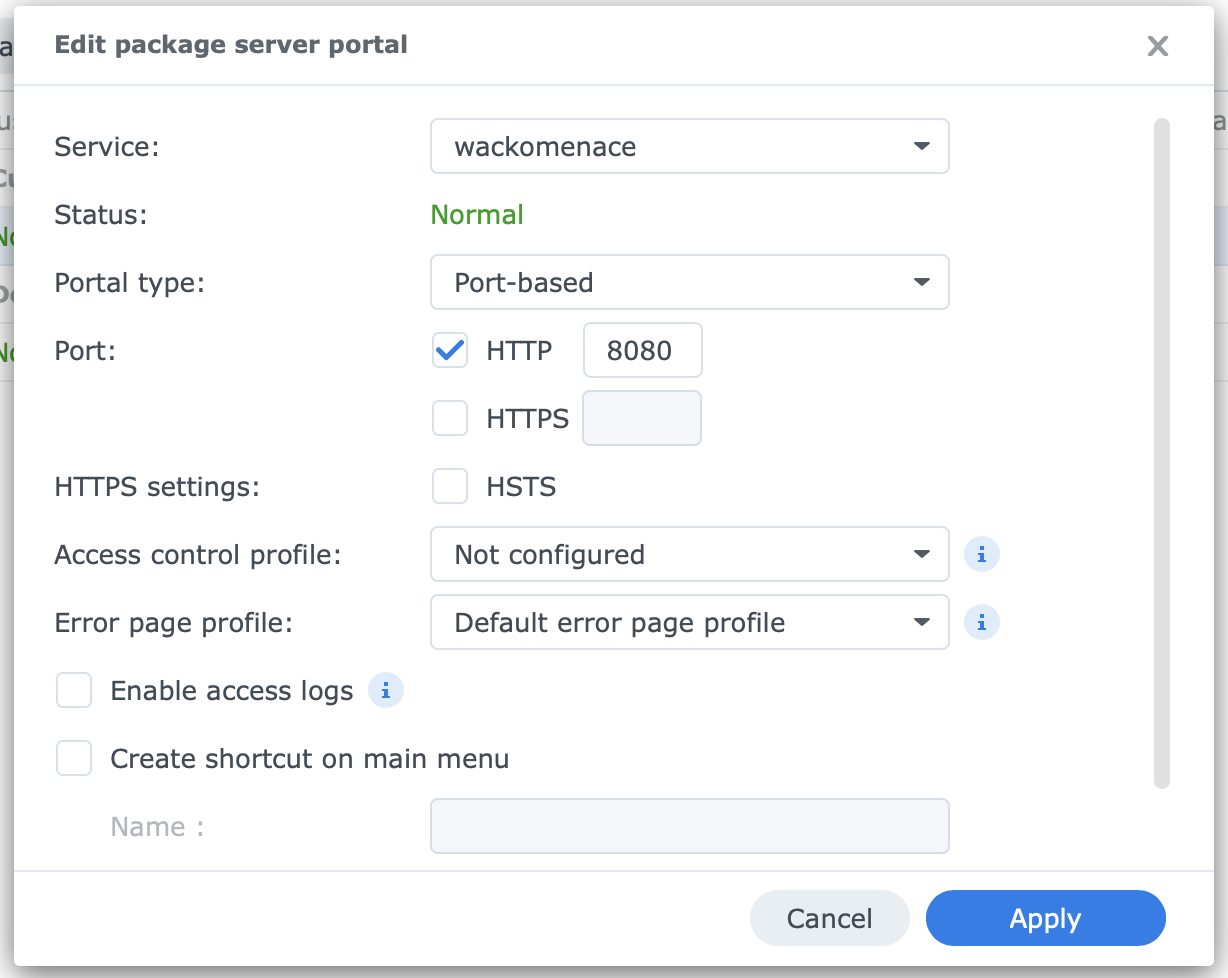 Edit package server portal
Service: wackomenace
Status: Normal
Portal type: Port-based
Port: HTTP 8080
HTTPS
HTTPS settings: HSTS
Access control profile: Not configured
Error page profile: Default error page profile
Enable access logs
Create shortcut on main menu
Name :
Cancel Apply